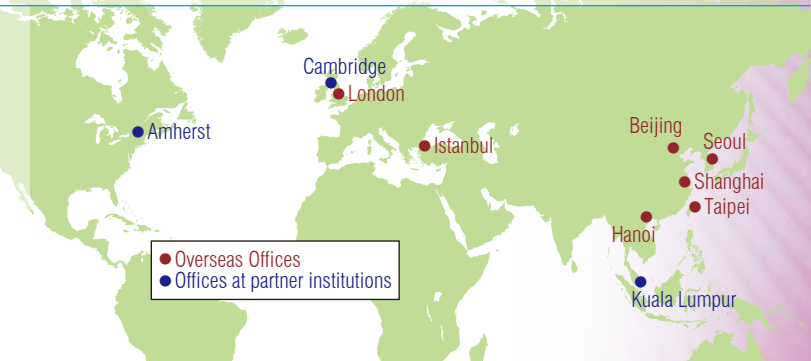 Cambridge
London
Amherst
Istanbul
Beijing
Seoul
Shanghai
Taipei
Hanoi
Overseas Offices
Offices at partner institutions
Kuala Lumpur